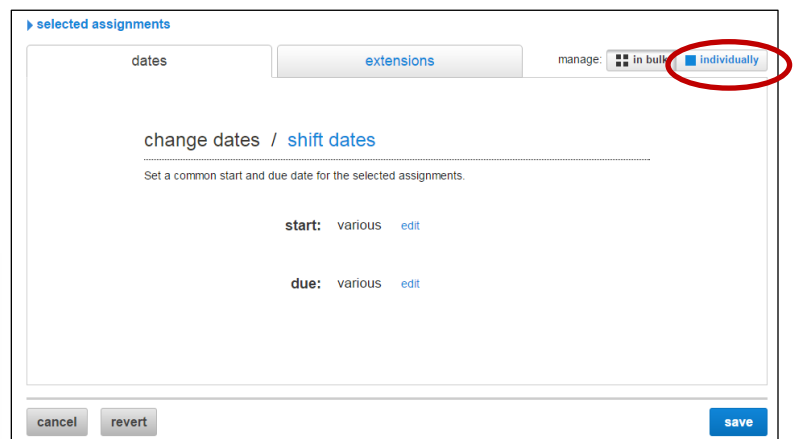 selected assignments
dates extensions manage: in bulk individually
change dates / shift dates
Set a common start and due date for the selected assignments.
start: various edit
due: various edit
cancel revert save